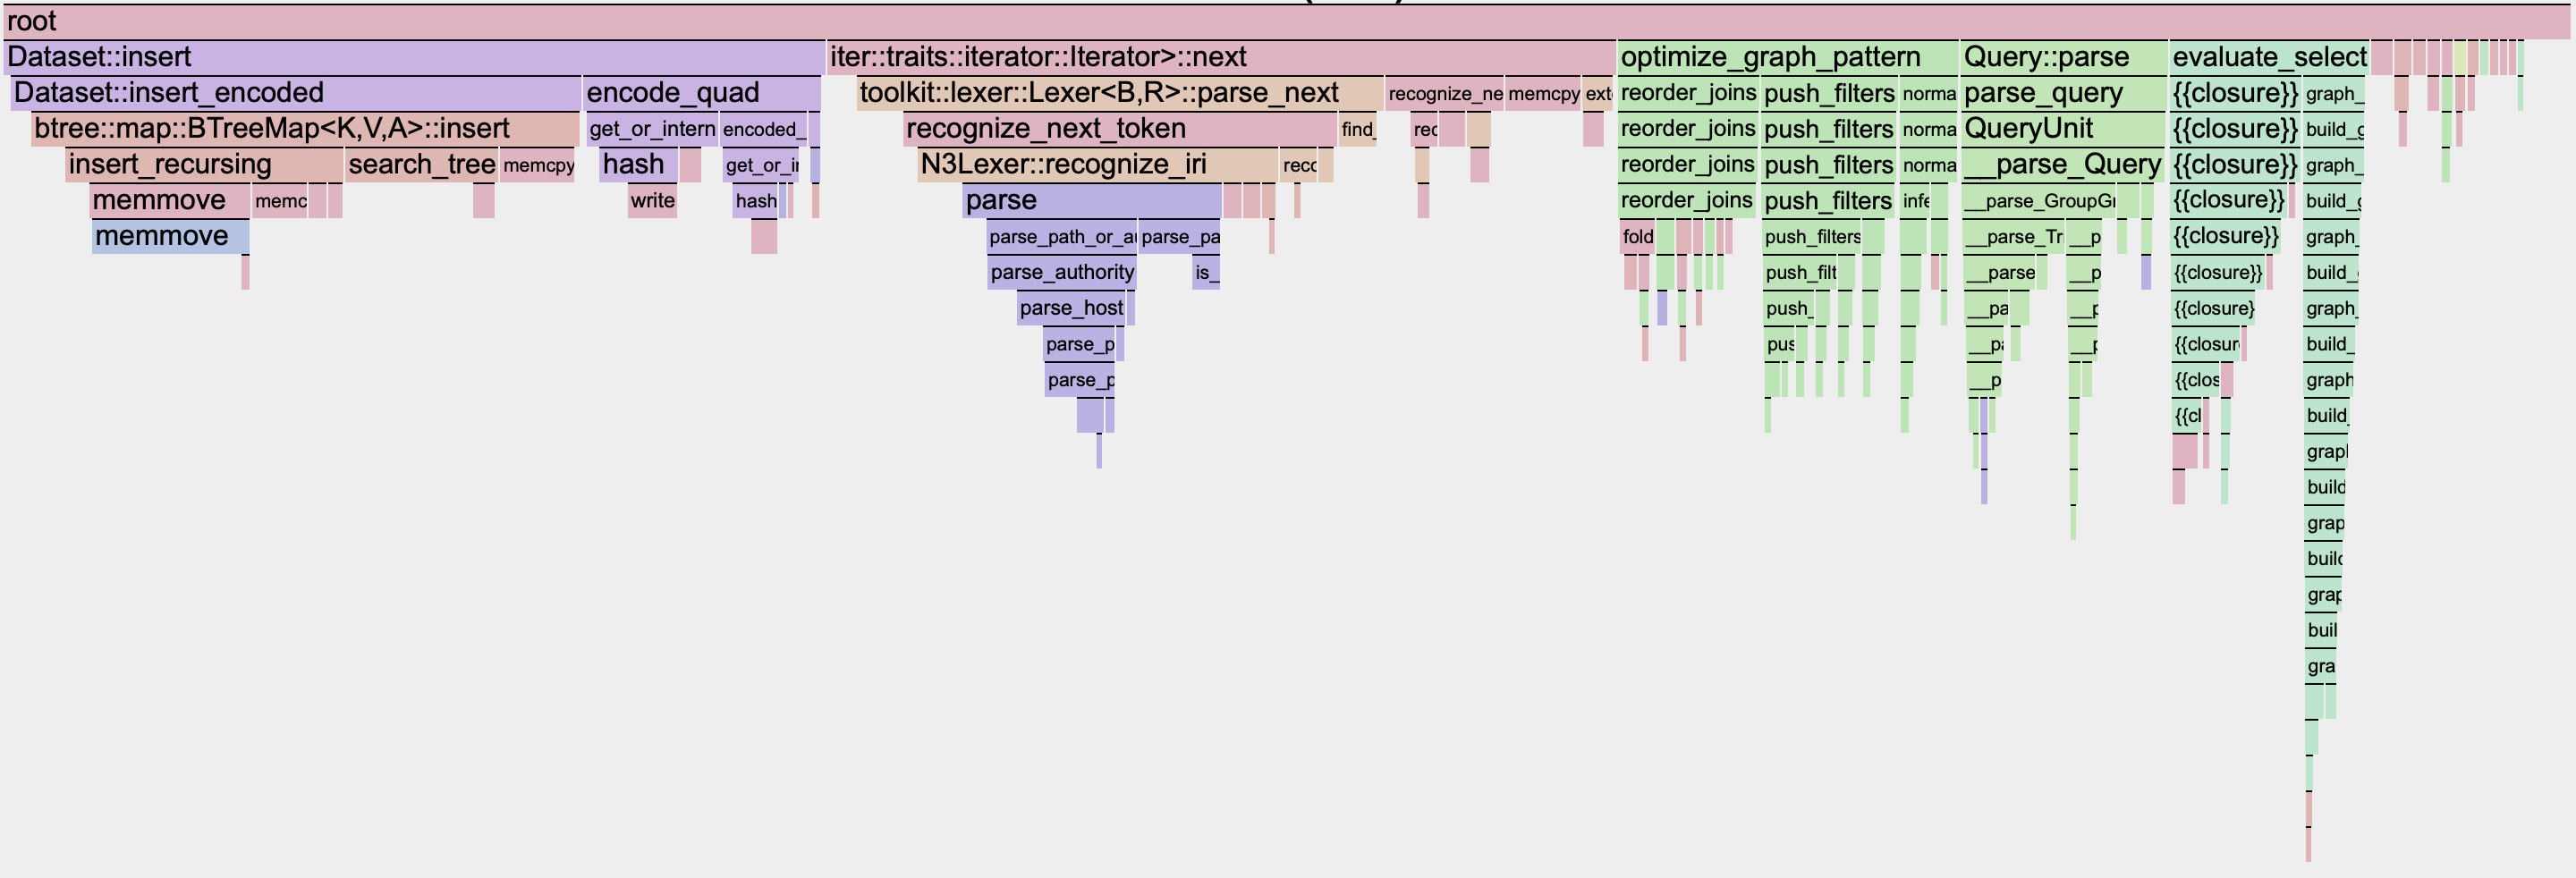 root
Dataset::insert iter::traits::iterator::Iterator>::next optimize_graph_pattern Query::parse evaluate_select
Dataset::insert_encoded encode_quad toolkit::lexer::Lexer<B,R>::parse_next recognize_ne memcpy ext reorder_joins push_filters norma parse_query {{closure}} graph_
btree::map::BTreeMap<K,V,A>::insert get_or_intern encoded_ recognize_next_token find_ rec reorder_joins push_filters norma QueryUnit {{closure}} build_g
insert_recursing search_tree memcpy hash get_or_ir N3Lexer::recognize_iri recc reorder_joins push_filters norma __parse_Query {{closure}} graph_
memmove memc write hash parse reorder_joins push_filters infe __parse_GroupGr {{closure}} build_g
memmove parse_path_or_au parse_pa fold push_filters __parse_Tr __p {{closure}} graph_
parse_authority is_ push_filt __parse __p {{closure}} build_
parse_host push_ __pa __p {{closure} graph_
parse_p pus __pa __p {{closur build_
parse_p __p {{clos graph
{{cl build_
grap
build
grap
build
grap
buil
gra